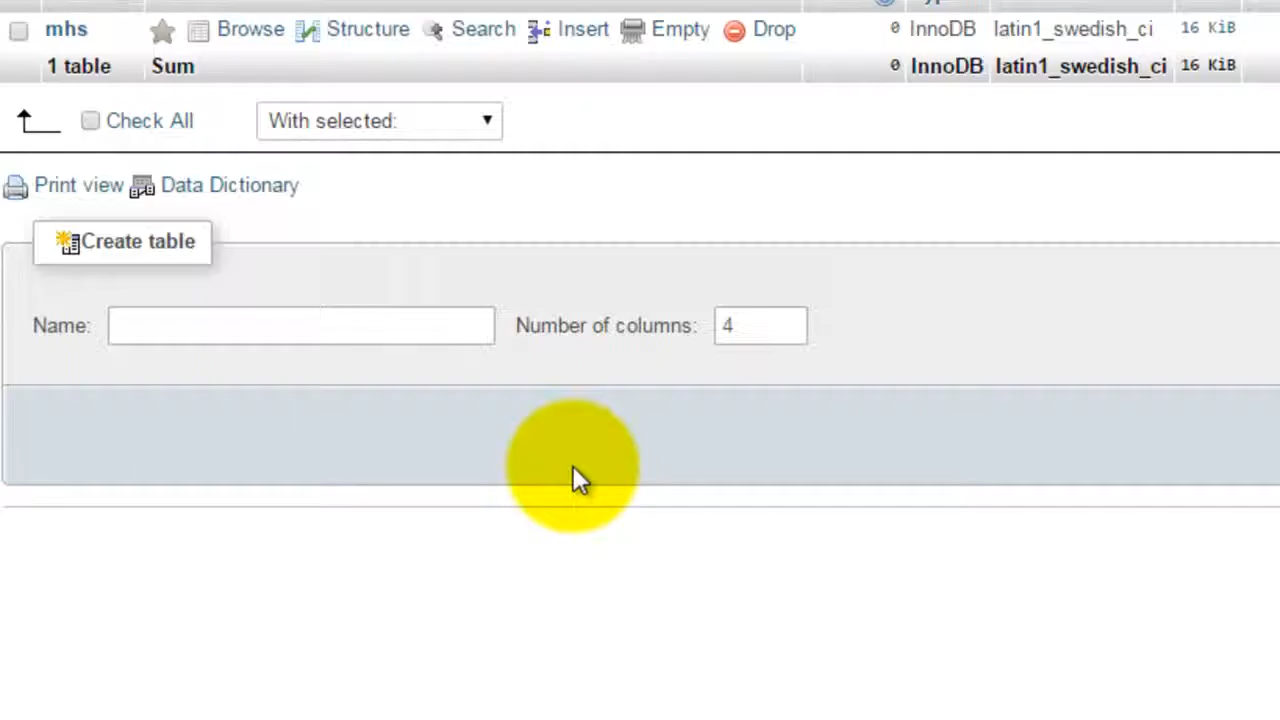 mhs Browse Structure Search Insert Empty Drop 0 InnoDB latin1_swedish_ci 16 KiB
1 table Sum 0 InnoDB latin1_swedish_ci 16 KiB
Check All With selected:
Print view Data Dictionary
Create table
Name: Number of columns: 4